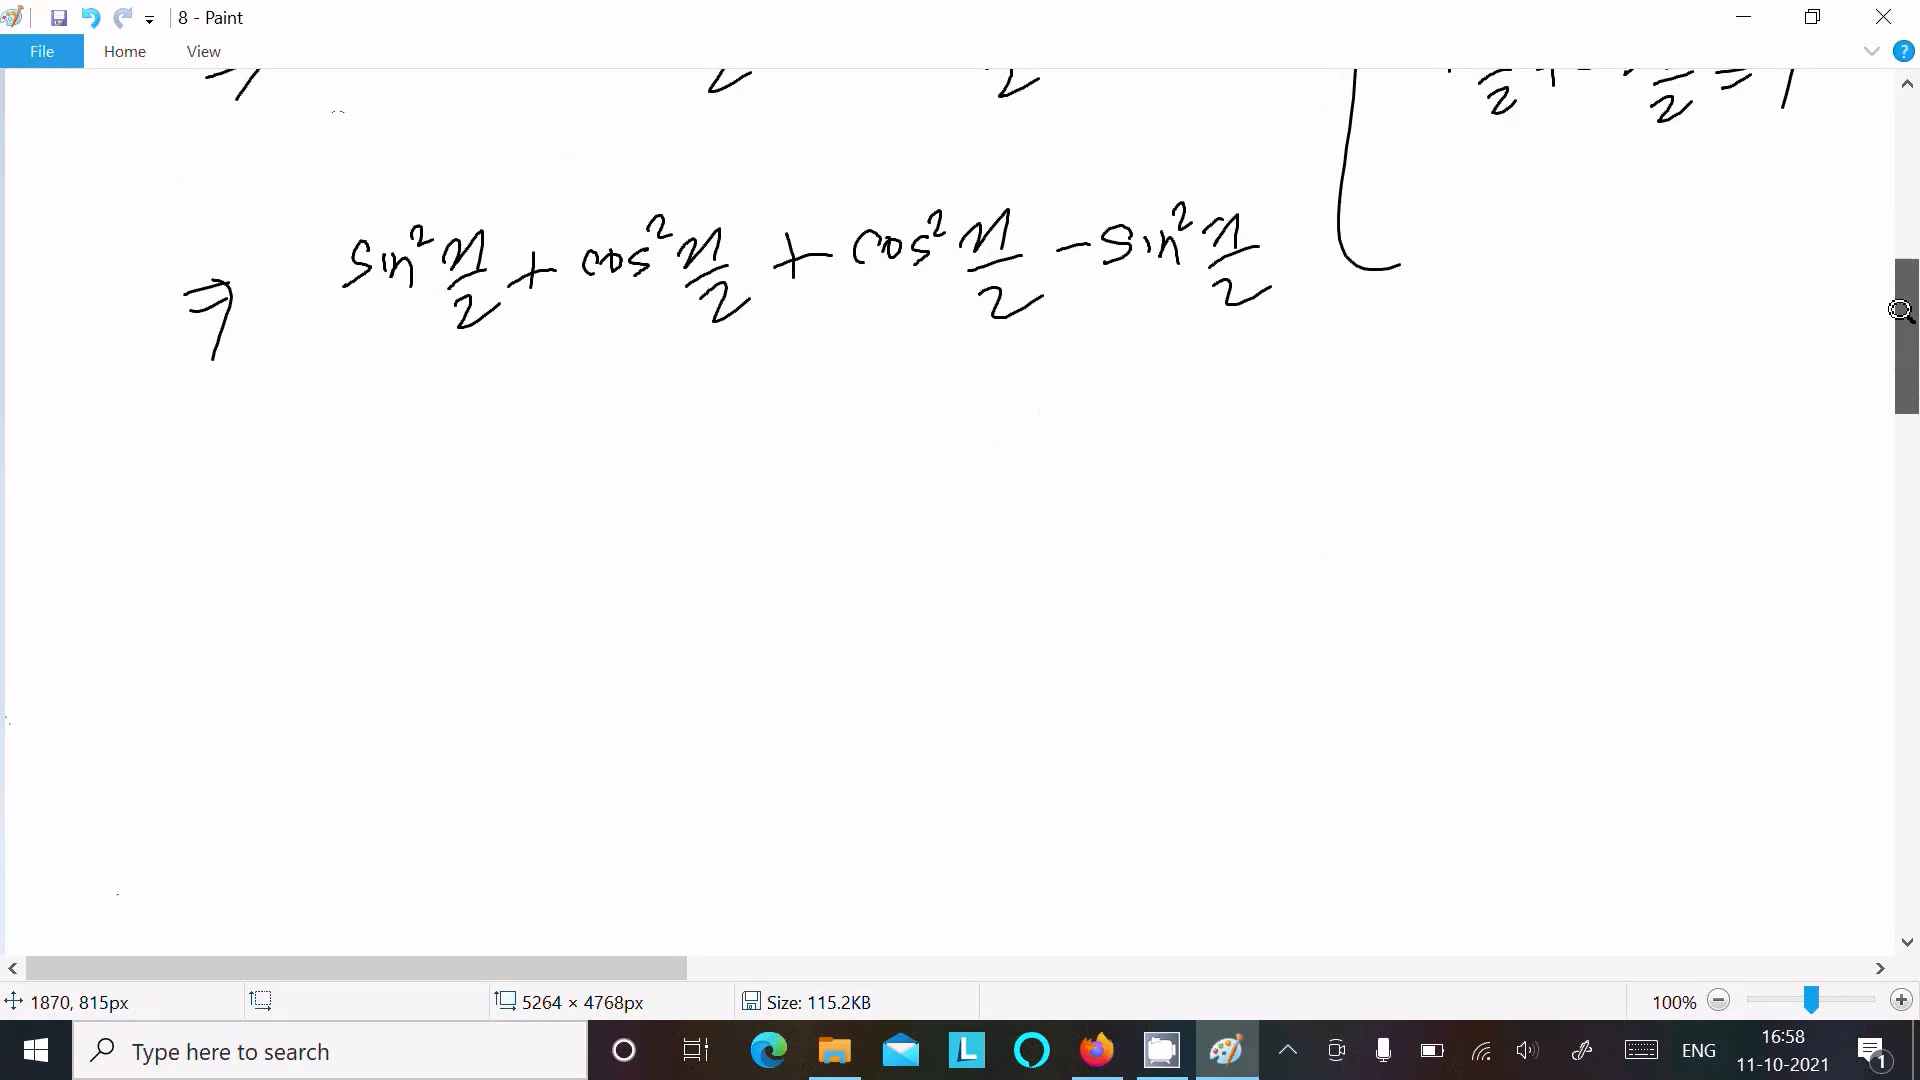 8 - Paint
File Home View
⇒ sin² x/2 + cos² x/2 + cos² x/2 - sin² x/2
1870, 815px 5264 × 4768px Size: 115.2KB 100%
Type here to search
ENG
16:58
11-10-2021
1